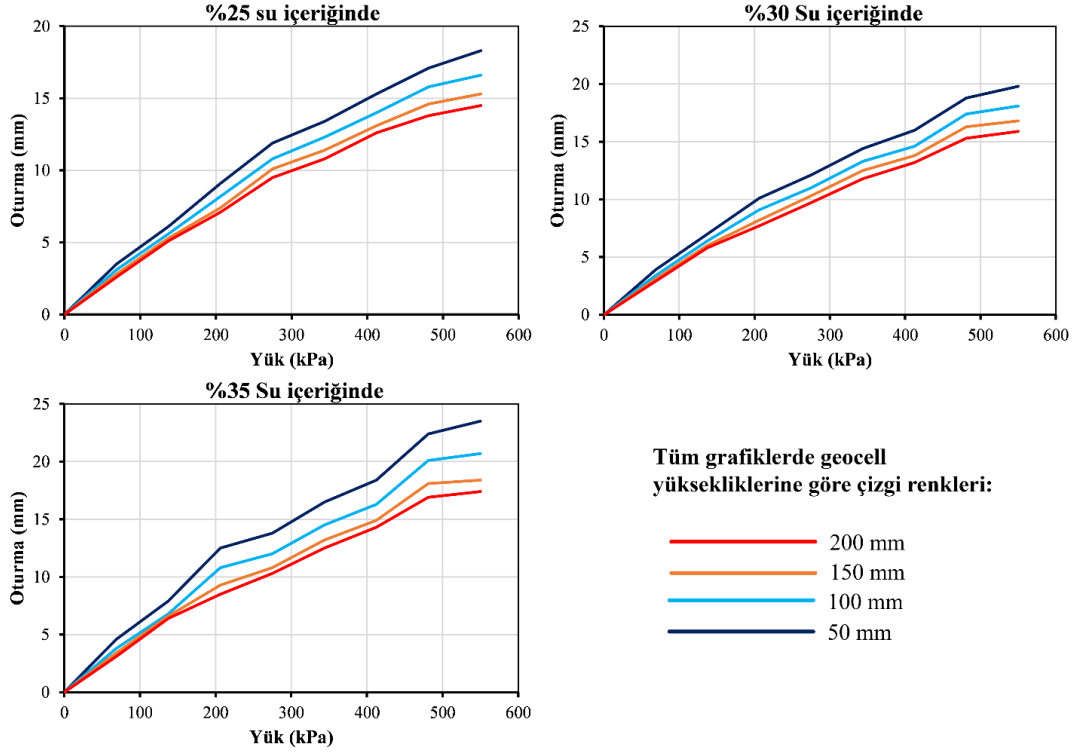 %25 su içeriğinde
20
15
10
5
0
0 100 200 300 400 500 600
Oturma (mm)
Yük (kPa)
%30 Su içeriğinde
25
20
15
10
5
0
0 100 200 300 400 500 600
Oturma (mm)
Yük (kPa)
%35 Su içeriğinde
25
20
15
10
5
0
0 100 200 300 400 500 600
Oturma (mm)
Yük (kPa)
Tüm grafiklerde geocell
yüksekliklerine göre çizgi renkleri:
200 mm
150 mm
100 mm
50 mm